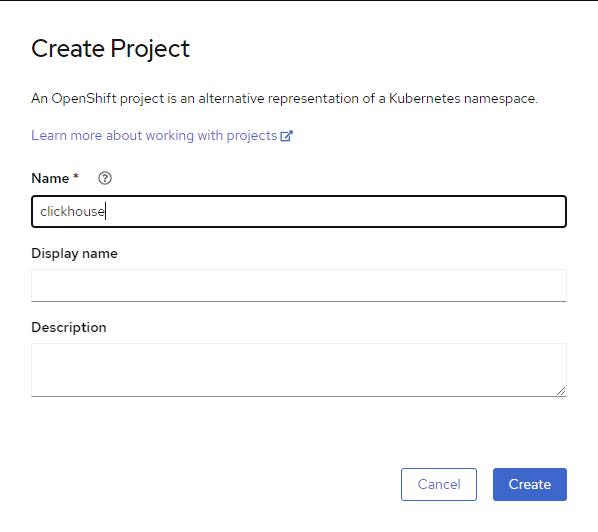 Create Project
An OpenShift project is an alternative representation of a Kubernetes namespace.
Learn more about working with projects
Name *
clickhouse
Display name
Description
Cancel Create